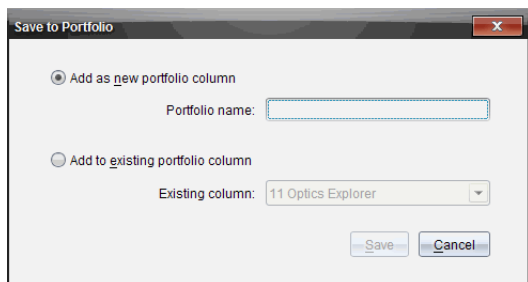 Save to Portfolio
Add as new portfolio column
Portfolio name:
Add to existing portfolio column
Existing column: 11 Optics Explorer
Save Cancel